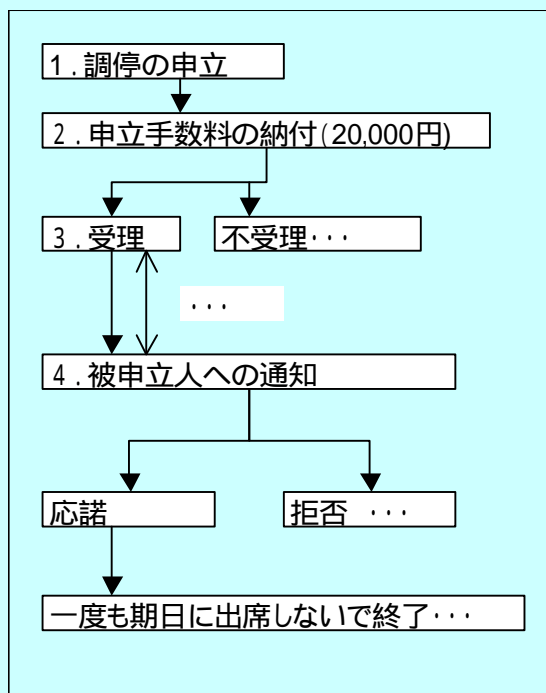 1.調停の申立
2.申立手数料の納付(20,000円)
3.受理
不受理···
···
4.被申立人への通知
応諾
拒否 ···
一度も期日に出席しないで終了···